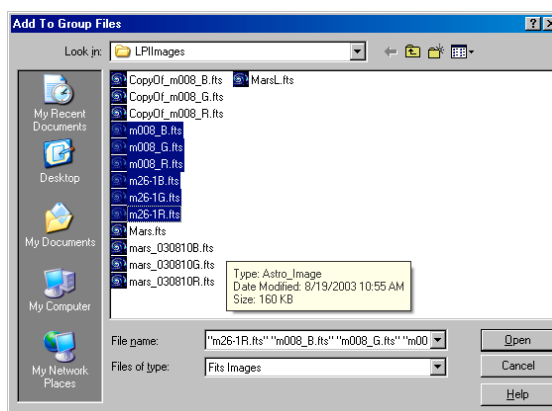 Add To Group Files
Look in: LPIImages
My Recent
Documents
Desktop
My Documents
My Computer
My Network
Places
CopyOf_m008_B.fts
CopyOf_m008_G.fts
CopyOf_m008_R.fts
m008_B.fts
m008_G.fts
m008_R.fts
m26-1B.fts
m26-1G.fts
m26-1R.fts
Mars.fts
mars_030810B.fts
mars_030810G.fts
mars_030810R.fts
MarsL.fts
Type: Astro_Image
Date Modified: 8/19/2003 10:55 AM
Size: 160 KB
File name: "m26-1R.fts" "m008_B.fts" "m008_G.fts" "m00
Open
Files of type: Fits Images
Cancel
Help